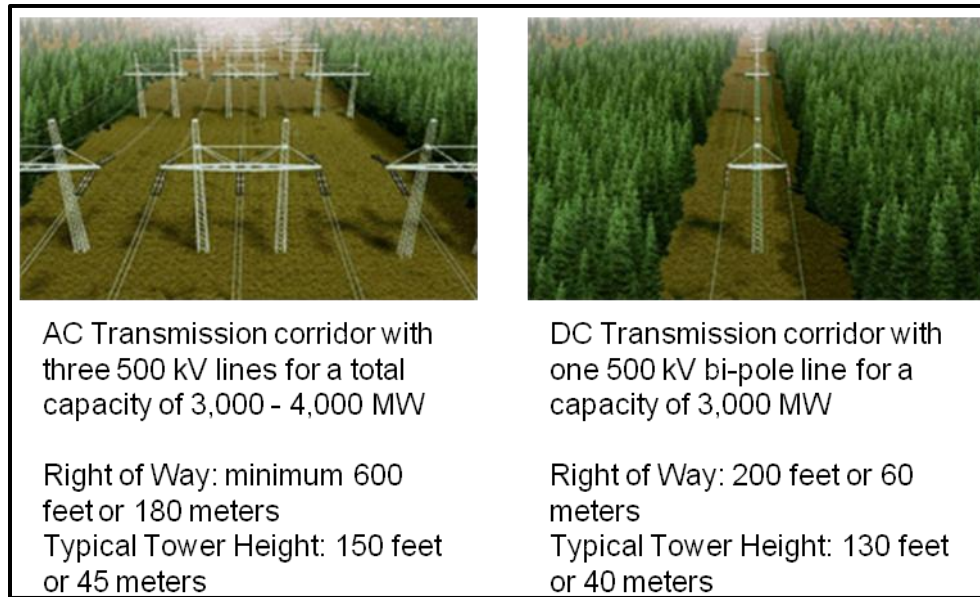 AC Transmission corridor with
three 500 kV lines for a total
capacity of 3,000 - 4,000 MW
Right of Way: minimum 600
feet or 180 meters
Typical Tower Height: 150 feet
or 45 meters
DC Transmission corridor with
one 500 kV bi-pole line for a
capacity of 3,000 MW
Right of Way: 200 feet or 60
meters
Typical Tower Height: 130 feet
or 40 meters